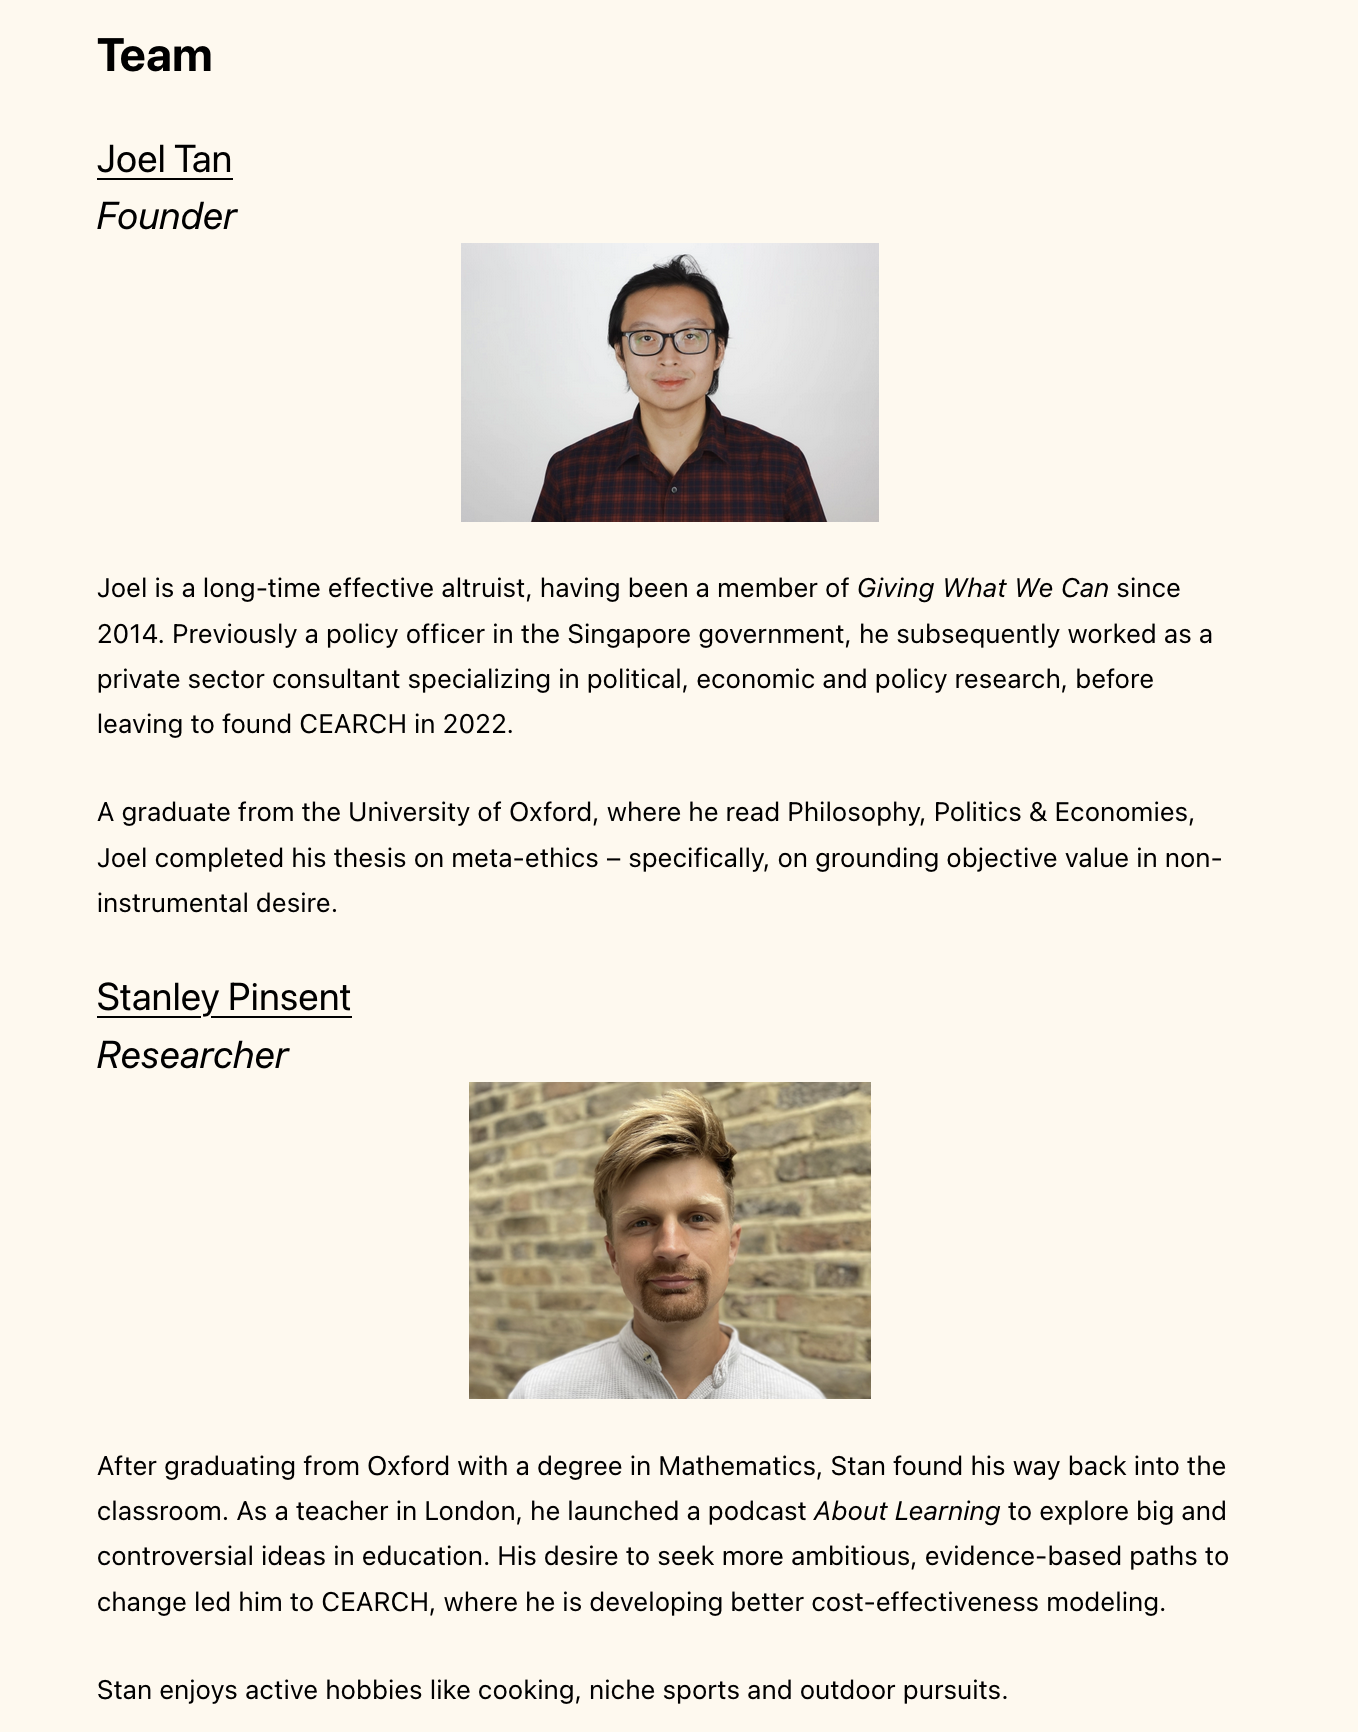 Team
Joel Tan
Founder
Joel is a long-time effective altruist, having been a member of Giving What We Can since
2014. Previously a policy officer in the Singapore government, he subsequently worked as a
private sector consultant specializing in political, economic and policy research, before
leaving to found CEARCH in 2022.
A graduate from the University of Oxford, where he read Philosophy, Politics & Economies,
Joel completed his thesis on meta-ethics – specifically, on grounding objective value in non-
instrumental desire.
Stanley Pinsent
Researcher
After graduating from Oxford with a degree in Mathematics, Stan found his way back into the
classroom. As a teacher in London, he launched a podcast About Learning to explore big and
controversial ideas in education. His desire to seek more ambitious, evidence-based paths to
change led him to CEARCH, where he is developing better cost-effectiveness modeling.
Stan enjoys active hobbies like cooking, niche sports and outdoor pursuits.